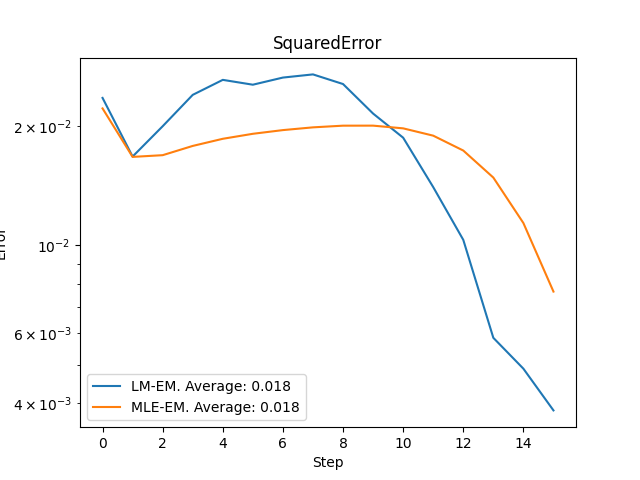 SquaredError
Error
2 × 10⁻²
10⁻²
6 × 10⁻³
4 × 10⁻³
LM-EM. Average: 0.018
MLE-EM. Average: 0.018
0 2 4 6 8 10 12 14
Step